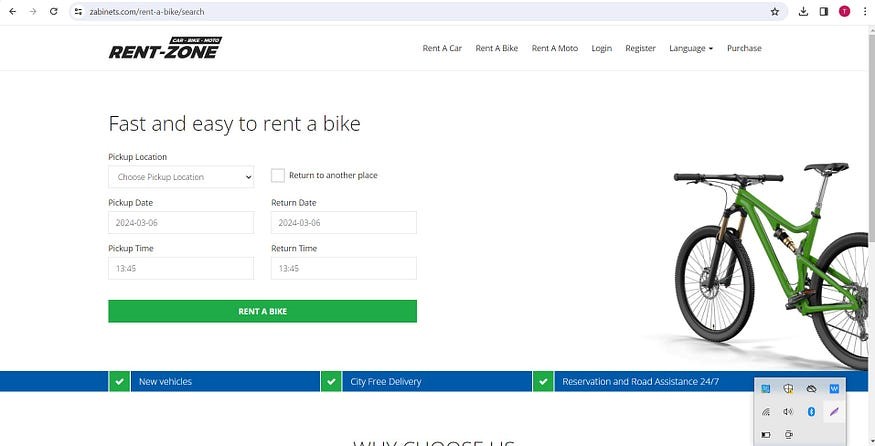 zabinets.com/rent-a-bike/search
T
CAR - BIKE - MOTO
RENT-ZONE
Rent A Car Rent A Bike Rent A Moto Login Register Language Purchase
Fast and easy to rent a bike
Pickup Location
Choose Pickup Location
Return to another place
Pickup Date Return Date
2024-03-06 2024-03-06
Pickup Time Return Time
13:45 13:45
RENT A BIKE
New vehicles City Free Delivery Reservation and Road Assistance 24/7
WHY CHOOSE US